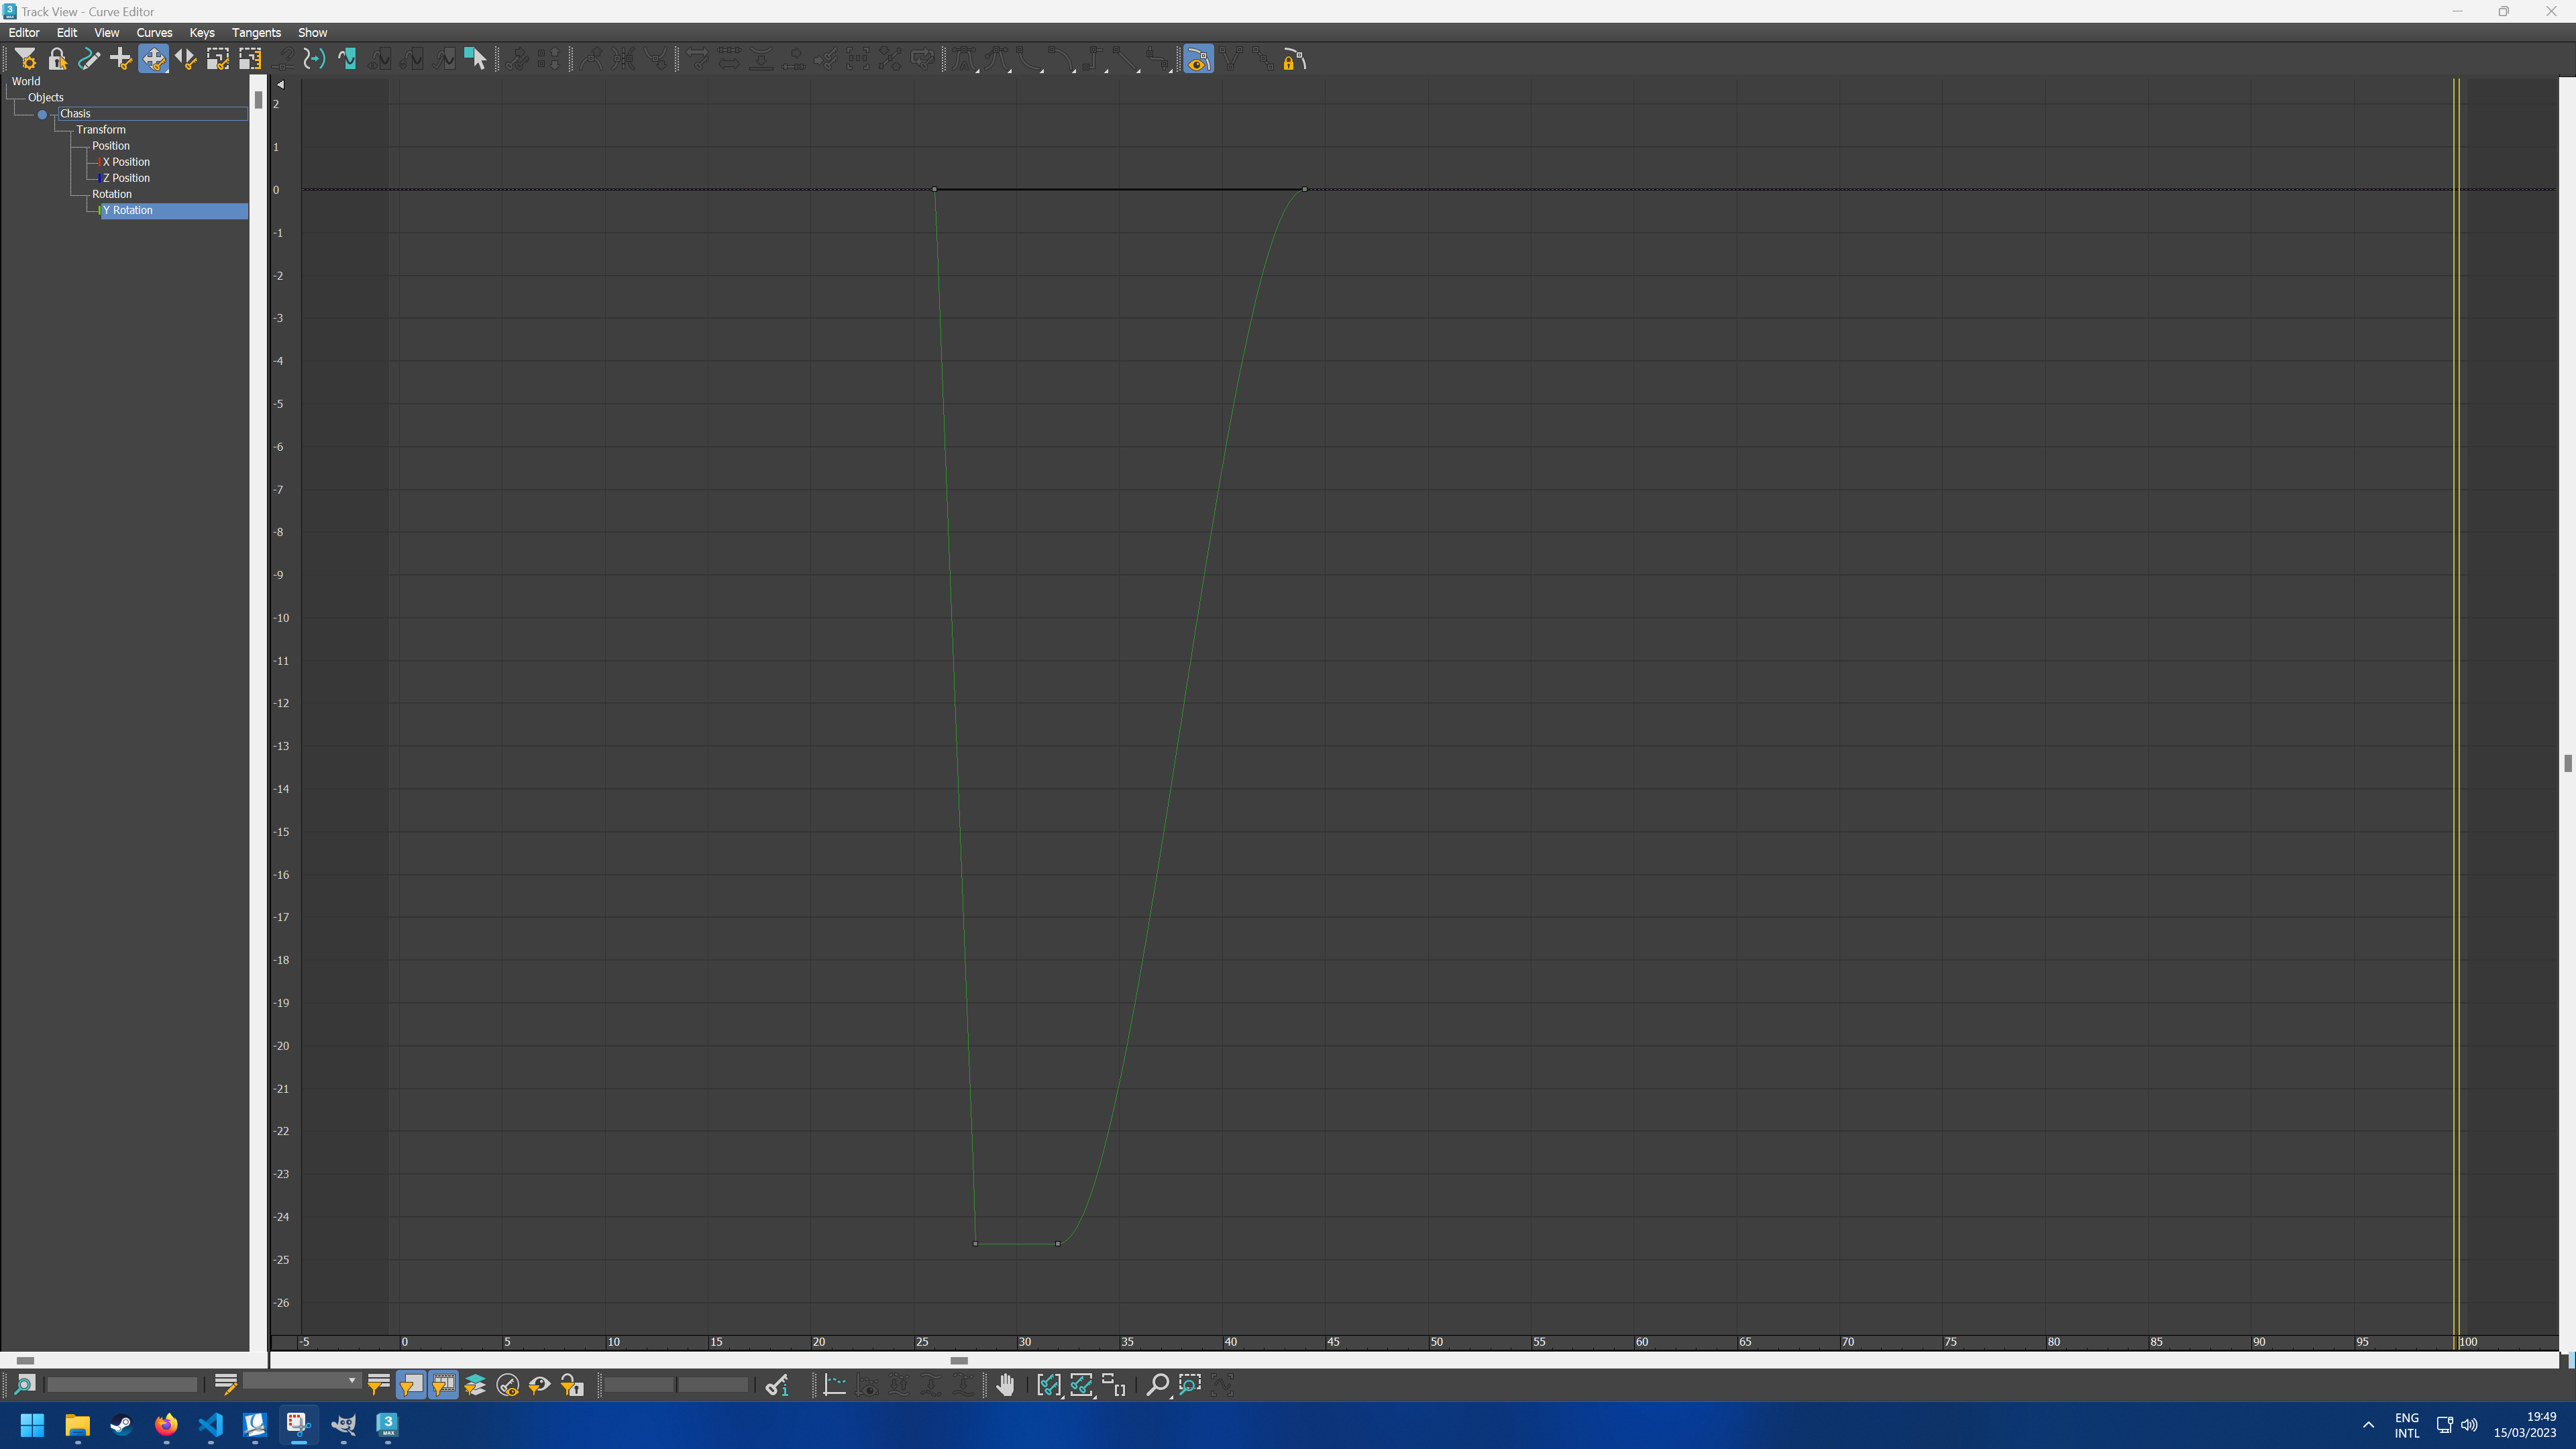 Track View - Curve Editor
Editor Edit View Curves Keys Tangents Show
World
Objects
Chasis
Transform
Position
X Position
Z Position
Rotation
Y Rotation
2
1
0
-1
-2
-3
-4
-5
-6
-7
-8
-9
-10
-11
-12
-13
-14
-15
-16
-17
-18
-19
-20
-21
-22
-23
-24
-25
-26
-5 0 5 10 15 20 25 30 35 40 45 50 55 60 65 70 75 80 85 90 95 100
3
MAX
ENG
INTL
19:49
15/03/2023